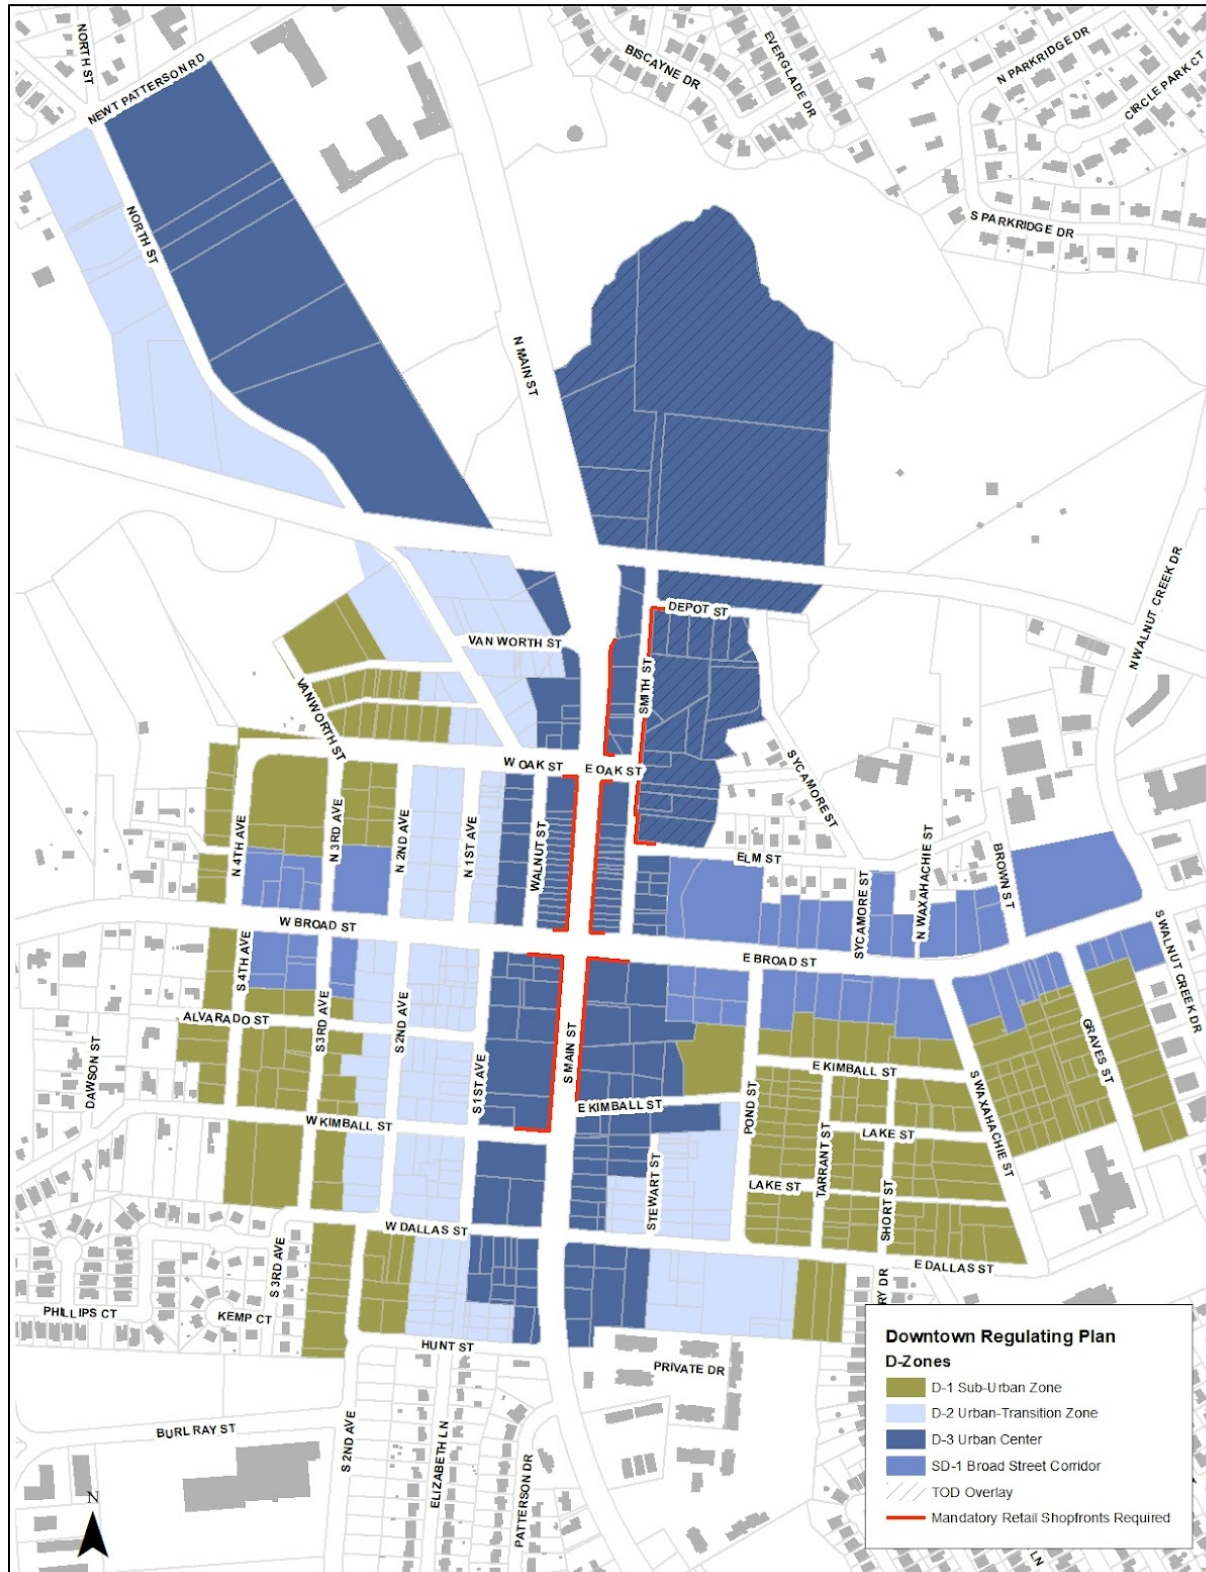 NORTH ST
NEWT PATTERSON RD
BISCAYNE DR
EVERGLADE DR
N PARKRIDGE DR
CIRCLE PARK CT
S PARKRIDGE DR
NORTH ST
N MAIN ST
N WALNUT CREEK DR
DEPOT ST
VAN WORTH ST
SMITH ST
VANWORTH ST
W OAK ST
E OAK ST
SYCAMORE ST
N 4TH AVE
N 3RD AVE
N 2ND AVE
N 1ST AVE
WALNUT ST
ELM ST
SYCAMORE ST
N WAXAHACHIE ST
BROWN ST
W BROAD ST
E BROAD ST
S WALNUT CREEK DR
S 4TH AVE
ALVARADO ST
S 3RD AVE
S 2ND AVE
S 1ST AVE
S MAIN ST
DAWSON ST
GRAVES ST
E KIMBALL ST
S WAXAHACHIE ST
E KIMBALL ST
W KIMBALL ST
POND ST
LAKE ST
TARRANT ST
LAKE ST
SHORT ST
STEWART ST
W DALLAS ST
E DALLAS ST
S 3RD AVE
PHILLIPS CT
KEMP CT
RY DR
HUNT ST
PRIVATE DR
BURL RAY ST
S 2ND AVE
ELIZABETH LN
PATTERSON DR
LN
N
Downtown Regulating Plan
D-Zones
D-1 Sub-Urban Zone
D-2 Urban-Transition Zone
D-3 Urban Center
SD-1 Broad Street Corridor
TOD Overlay
Mandatory Retail Shopfronts Required